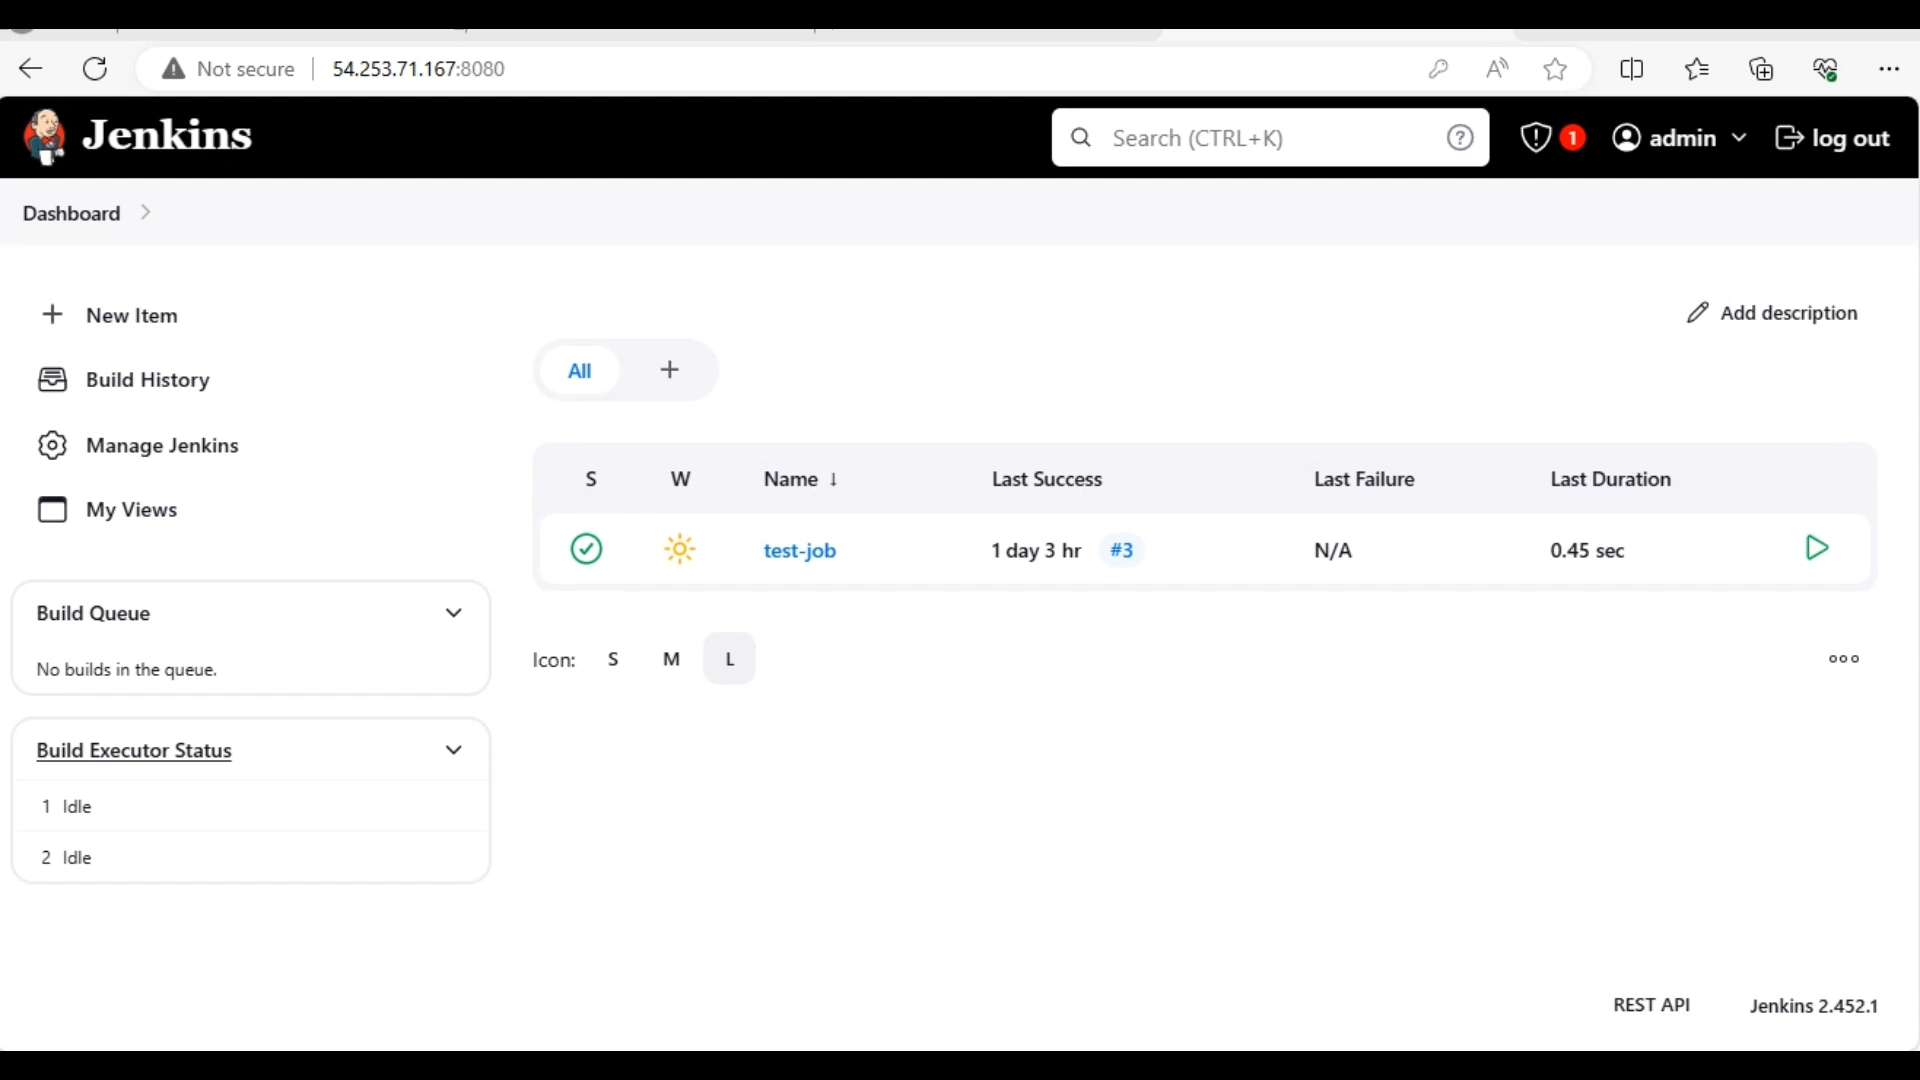 Not secure 54.253.71.167:8080
Jenkins
Search (CTRL+K)
1
admin
log out
Dashboard
New Item
Add description
All
Build History
Manage Jenkins
My Views
S W Name ↓ Last Success Last Failure Last Duration
test-job 1 day 3 hr #3 N/A 0.45 sec
Build Queue
No builds in the queue.
Icon: S M L
Build Executor Status
1 Idle
2 Idle
REST API Jenkins 2.452.1